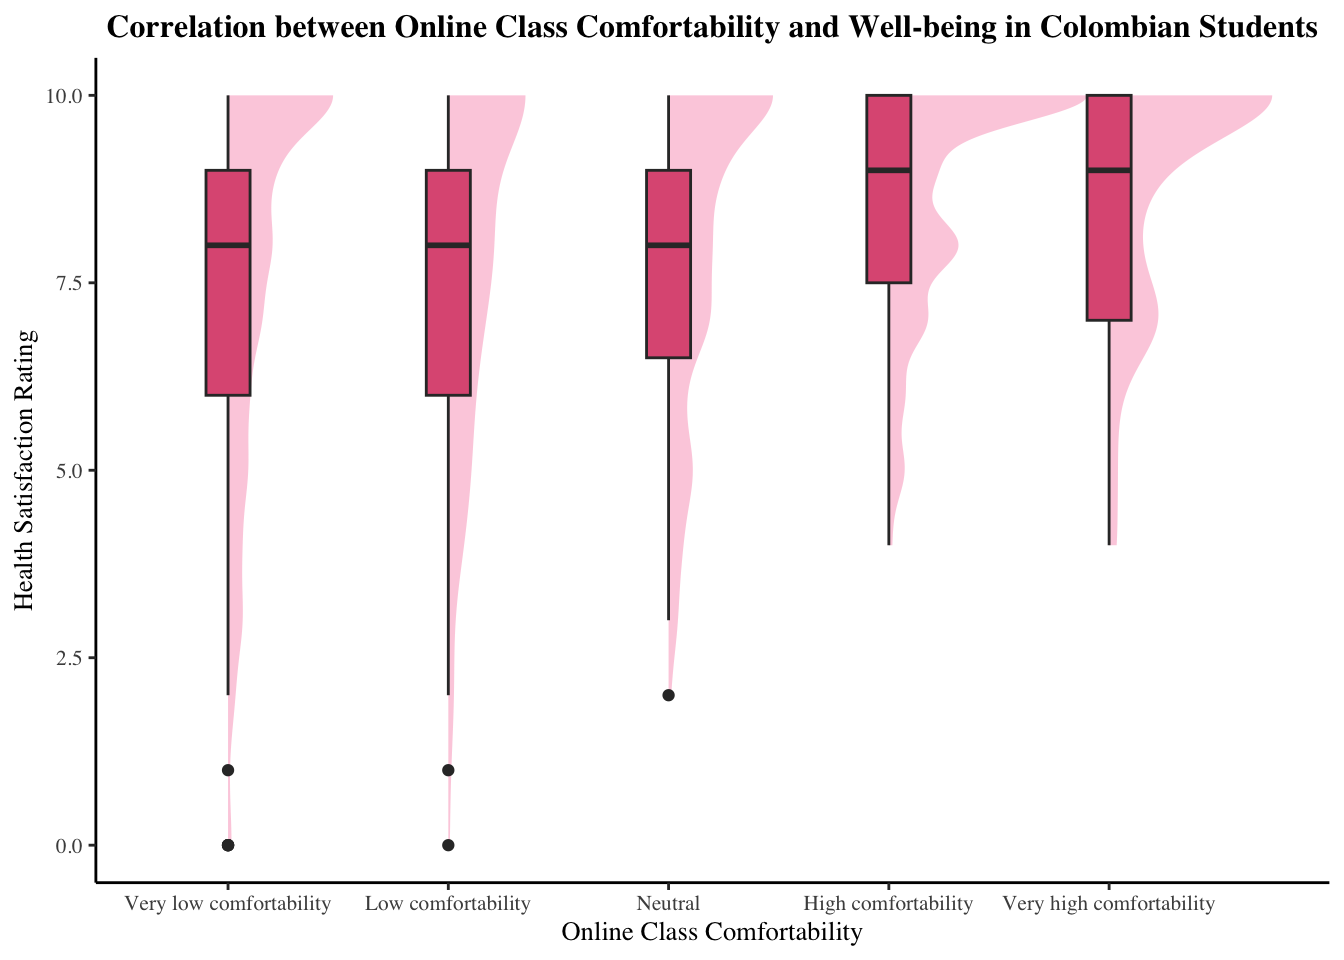 Correlation between Online Class Comfortability and Well-being in Colombian Students
Health Satisfaction Rating
10.0
7.5
5.0
2.5
0.0
Very low comfortability
Low comfortability
Neutral
High comfortability
Very high comfortability
Online Class Comfortability